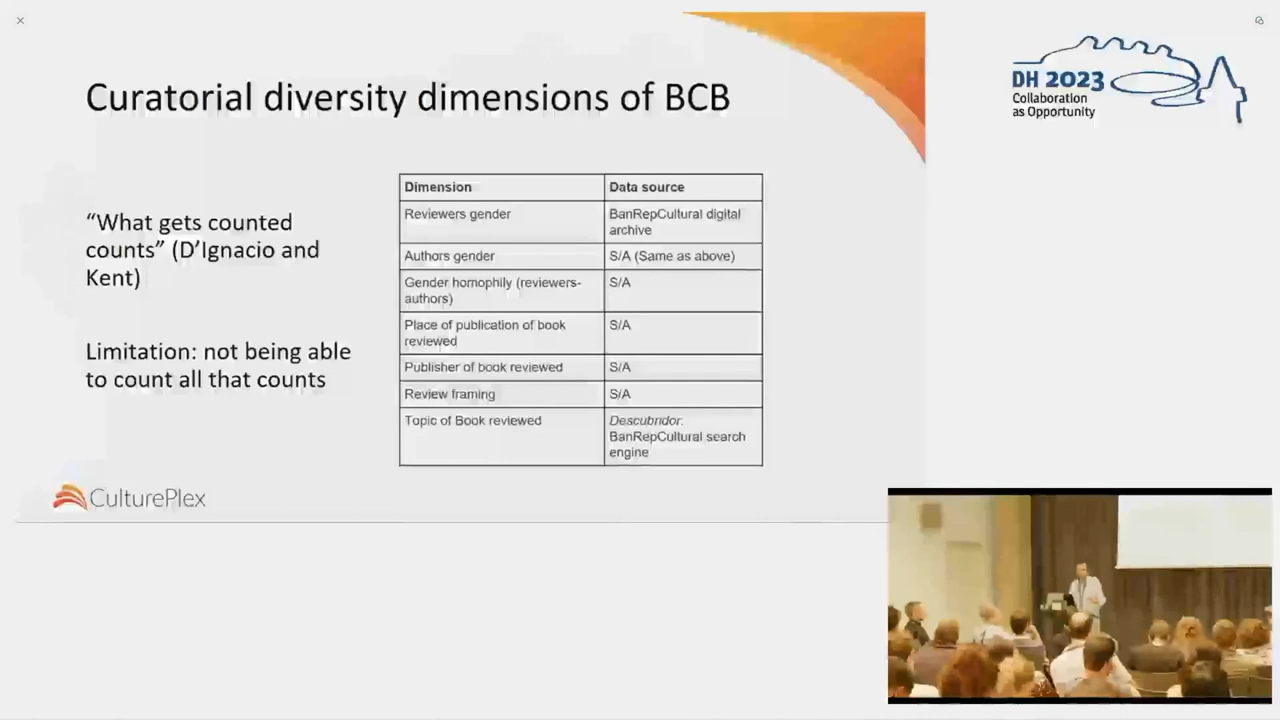 Curatorial diversity dimensions of BCB
DH 2023
Collaboration
as Opportunity
“What gets counted
counts” (D’Ignacio and
Kent)
Limitation: not being able
to count all that counts
Dimension
Data source
Reviewers gender
BanRepCultural digital
archive
Authors gender
S/A (Same as above)
Gender homophily (reviewers-
authors)
S/A
Place of publication of book
reviewed
S/A
Publisher of book reviewed
S/A
Review framing
S/A
Topic of Book reviewed
Descubridor:
BanRepCultural search
engine
CulturePlex